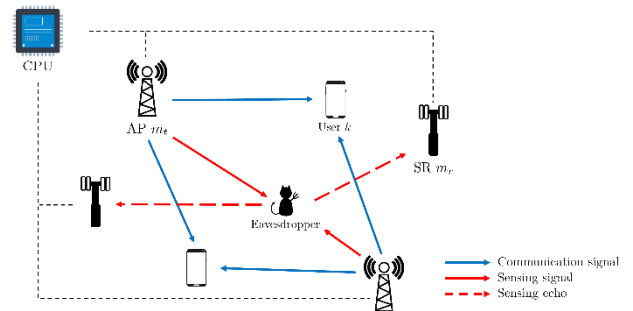 CPU
AP m_t
User k
SR m_r
Eavesdropper
Communication signal
Sensing signal
Sensing echo